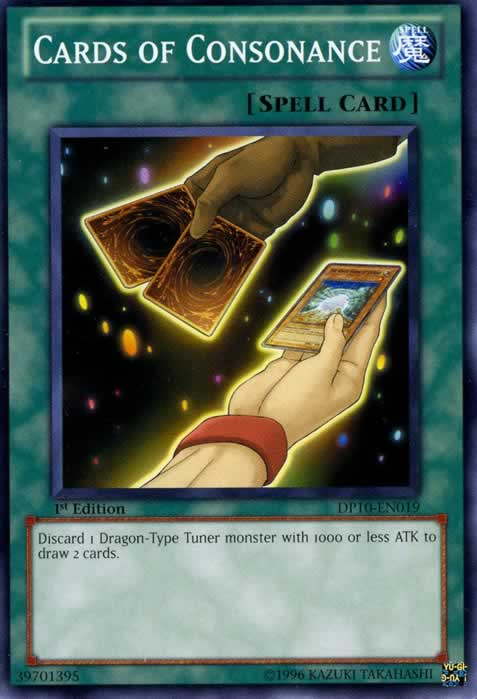 CARDS OF CONSONANCE
SPELL
魔
[SPELL CARD]
1st Edition
DP10-EN019
Discard 1 Dragon-Type Tuner monster with 1000 or less ATK to
draw 2 cards.
39701395
©1996 KAZUKI TAKAHASHI